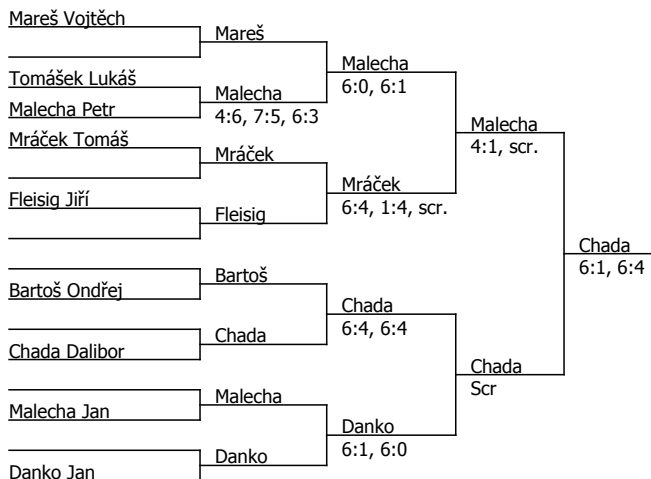 Mareš Vojtěch
Mareš
Malecha
6:0, 6:1
Tomášek Lukáš
Malecha
4:6, 7:5, 6:3
Malecha Petr
Malecha
4:1, scr.
Mráček Tomáš
Mráček
Mráček
6:4, 1:4, scr.
Fleisig Jiří
Fleisig
Chada
6:1, 6:4
Bartoš
Bartoš Ondřej
Chada
6:4, 6:4
Chada
Chada Dalibor
Chada
Scr
Malecha
Malecha Jan
Danko
6:1, 6:0
Danko
Danko Jan